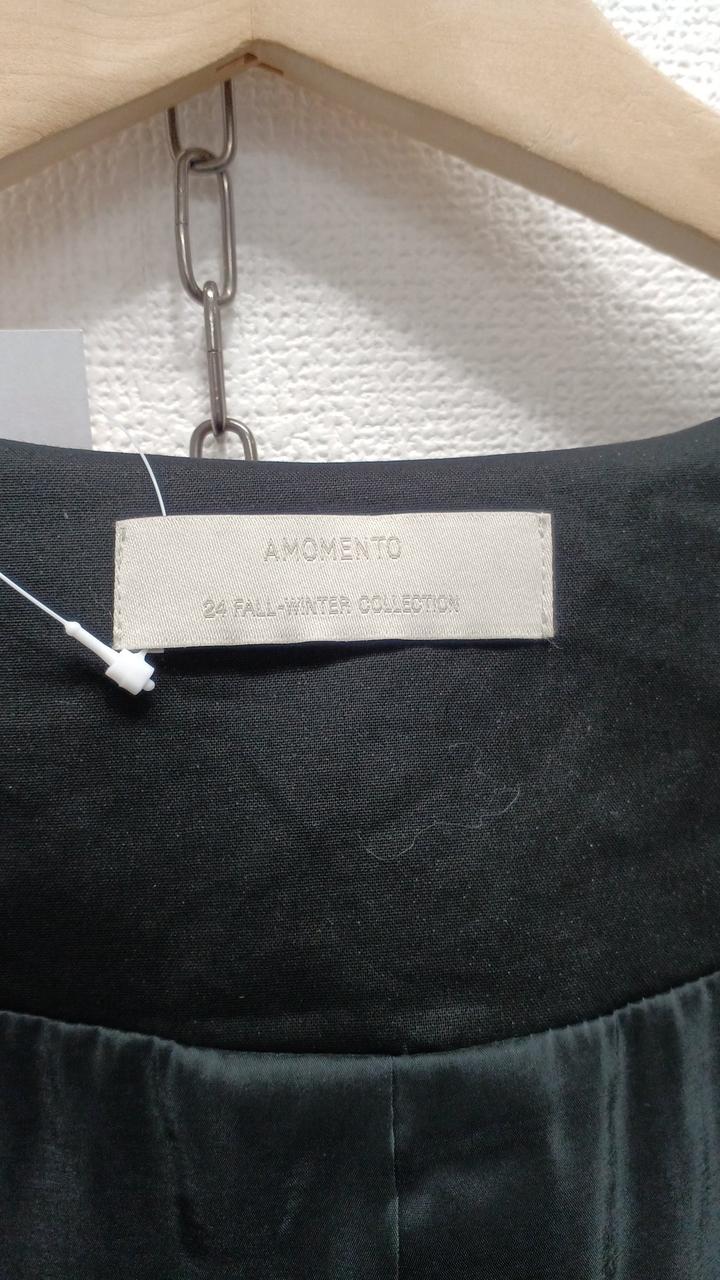 AMOMENTO
24 FALL-WINTER COLLECTION